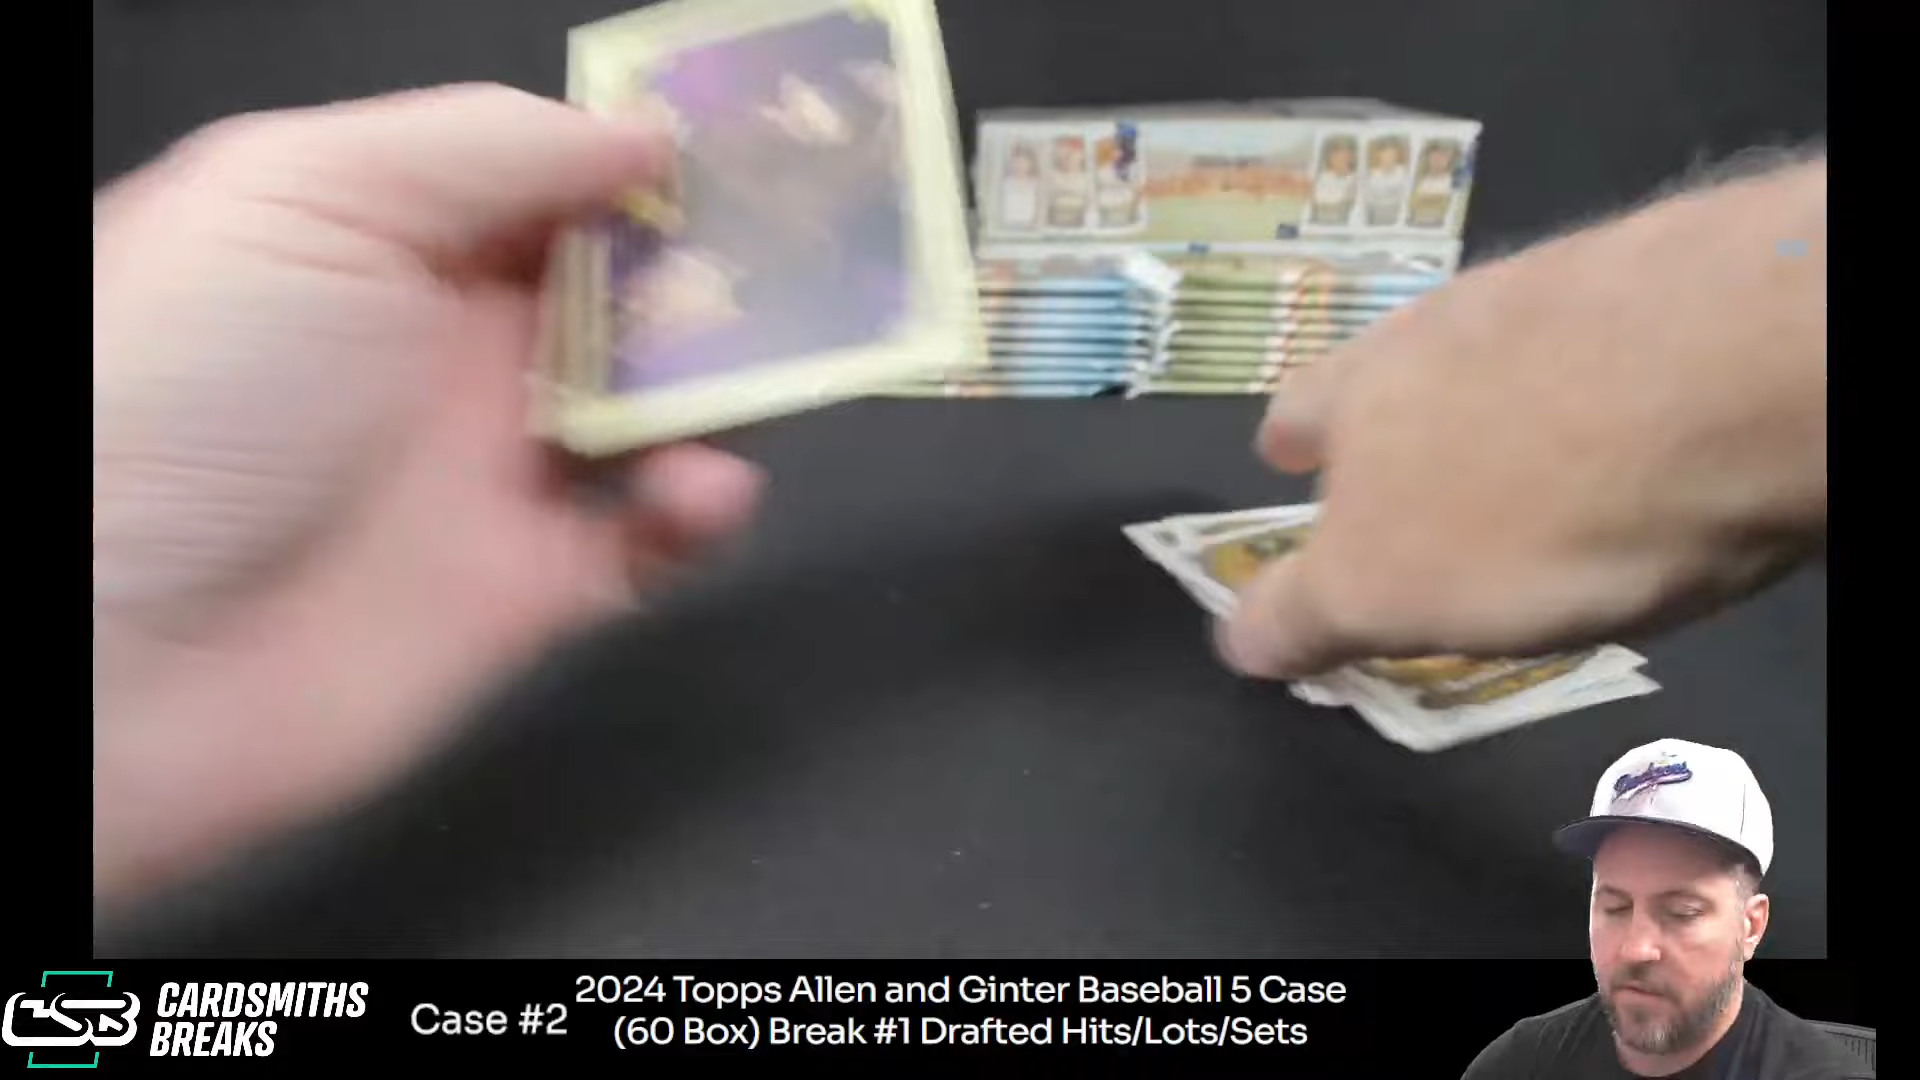 CARDSMITHS
BREAKS
Case #2
2024 Topps Allen and Ginter Baseball 5 Case
(60 Box) Break #1 Drafted Hits/Lots/Sets